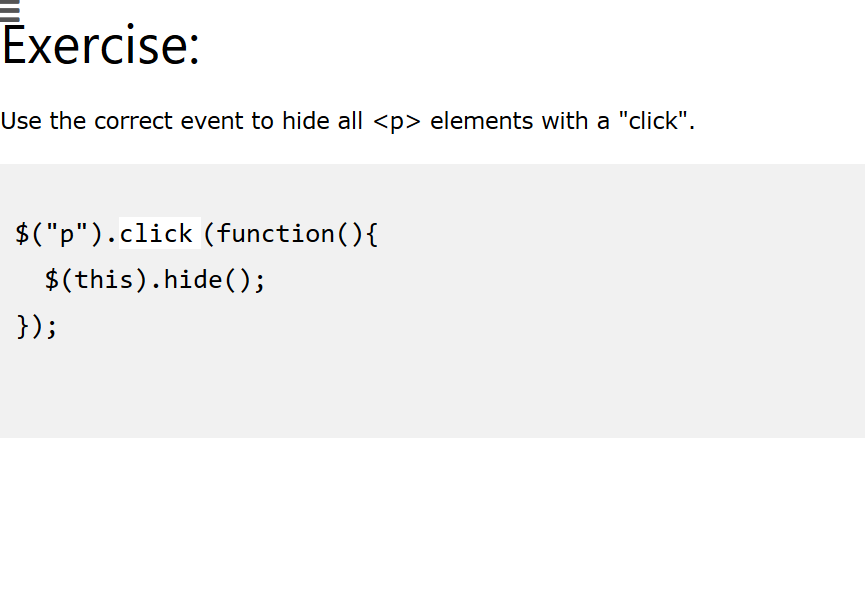 Exercise:
Use the correct event to hide all <p> elements with a "click".
$("p").click(function(){
$(this).hide();
});